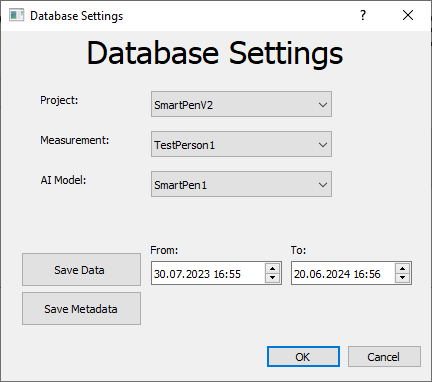 Database Settings
Database Settings
Project:
SmartPenV2
Measurement:
TestPerson1
AI Model:
SmartPen1
From:
To:
Save Data
30.07.2023 16:55
20.06.2024 16:56
Save Metadata
OK
Cancel